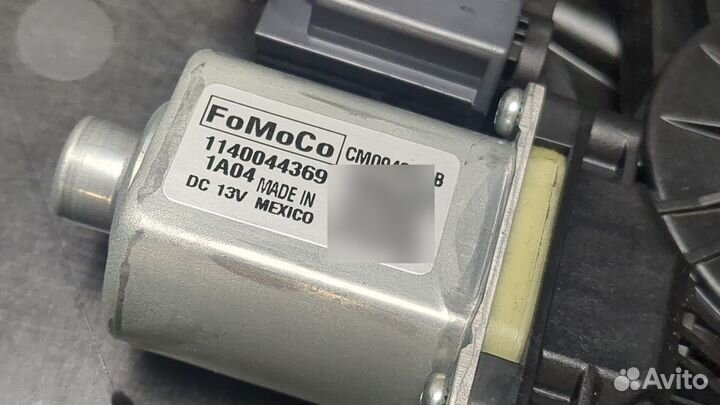 FoMoCo
1140044369
1A04 MADE IN
DC 13V MEXICO
Avito